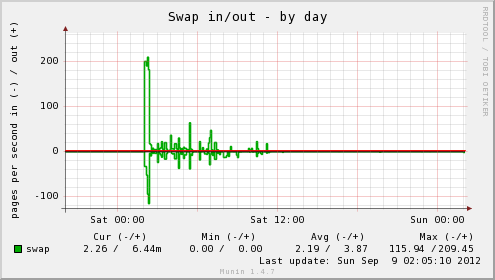 Swap in/out - by day
RRDTOOL / TOBI OETIKER
pages per second in (-) / out (+)
200
100
0
-100
Sat 00:00 Sat 12:00 Sun 00:00
Cur (-/+) Min (-/+) Avg (-/+) Max (-/+)
swap 2.26 / 6.44m 0.00 / 0.00 2.19 / 3.87 115.94 /209.45
Last update: Sun Sep 9 02:05:10 2012
Munin 1.4.7